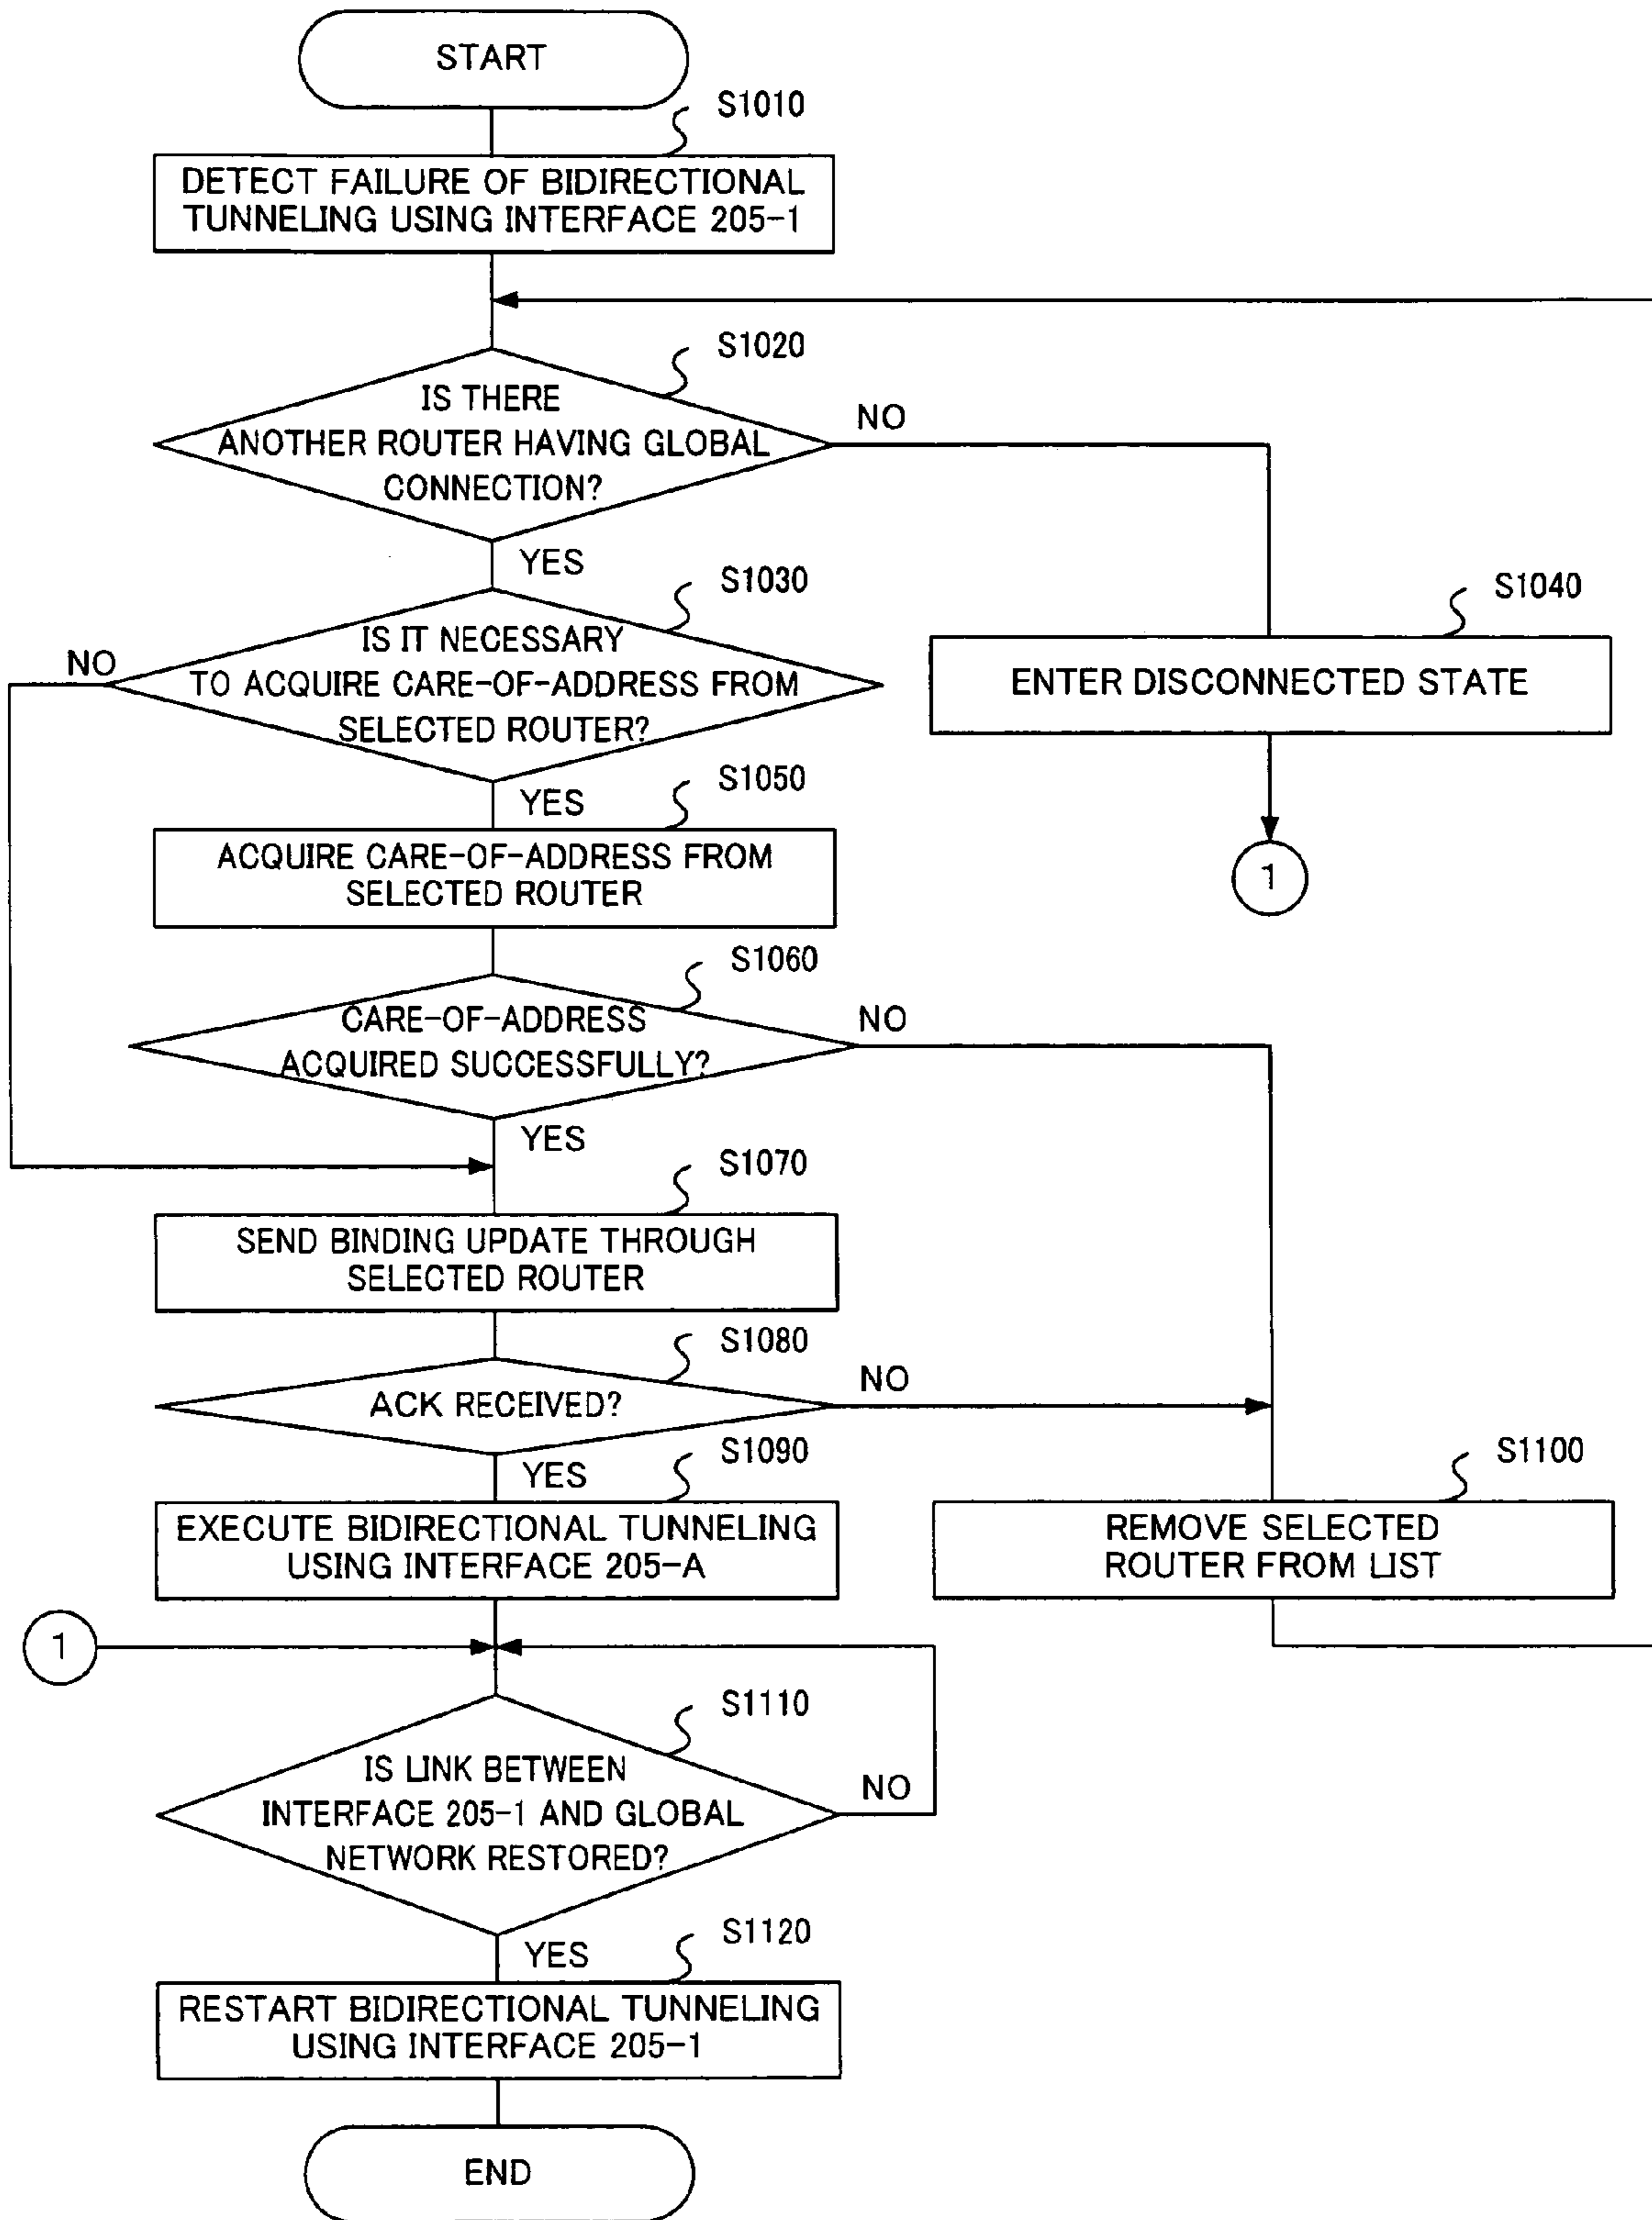 START
S1010
DETECT FAILURE OF BIDIRECTIONAL
TUNNELING USING INTERFACE 205-1
S1020
IS THERE
ANOTHER ROUTER HAVING GLOBAL
CONNECTION?
NO
YES
S1030
IS IT NECESSARY
TO ACQUIRE CARE-OF-ADDRESS FROM
SELECTED ROUTER?
NO
S1040
ENTER DISCONNECTED STATE
1
YES
S1050
ACQUIRE CARE-OF-ADDRESS FROM
SELECTED ROUTER
S1060
CARE-OF-ADDRESS
ACQUIRED SUCCESSFULLY?
NO
YES
S1070
SEND BINDING UPDATE THROUGH
SELECTED ROUTER
S1080
ACK RECEIVED?
NO
YES
S1090
EXECUTE BIDIRECTIONAL TUNNELING
USING INTERFACE 205-A
S1100
REMOVE SELECTED
ROUTER FROM LIST
1
S1110
IS LINK BETWEEN
INTERFACE 205-1 AND GLOBAL
NETWORK RESTORED?
NO
YES
S1120
RESTART BIDIRECTIONAL TUNNELING
USING INTERFACE 205-1
END